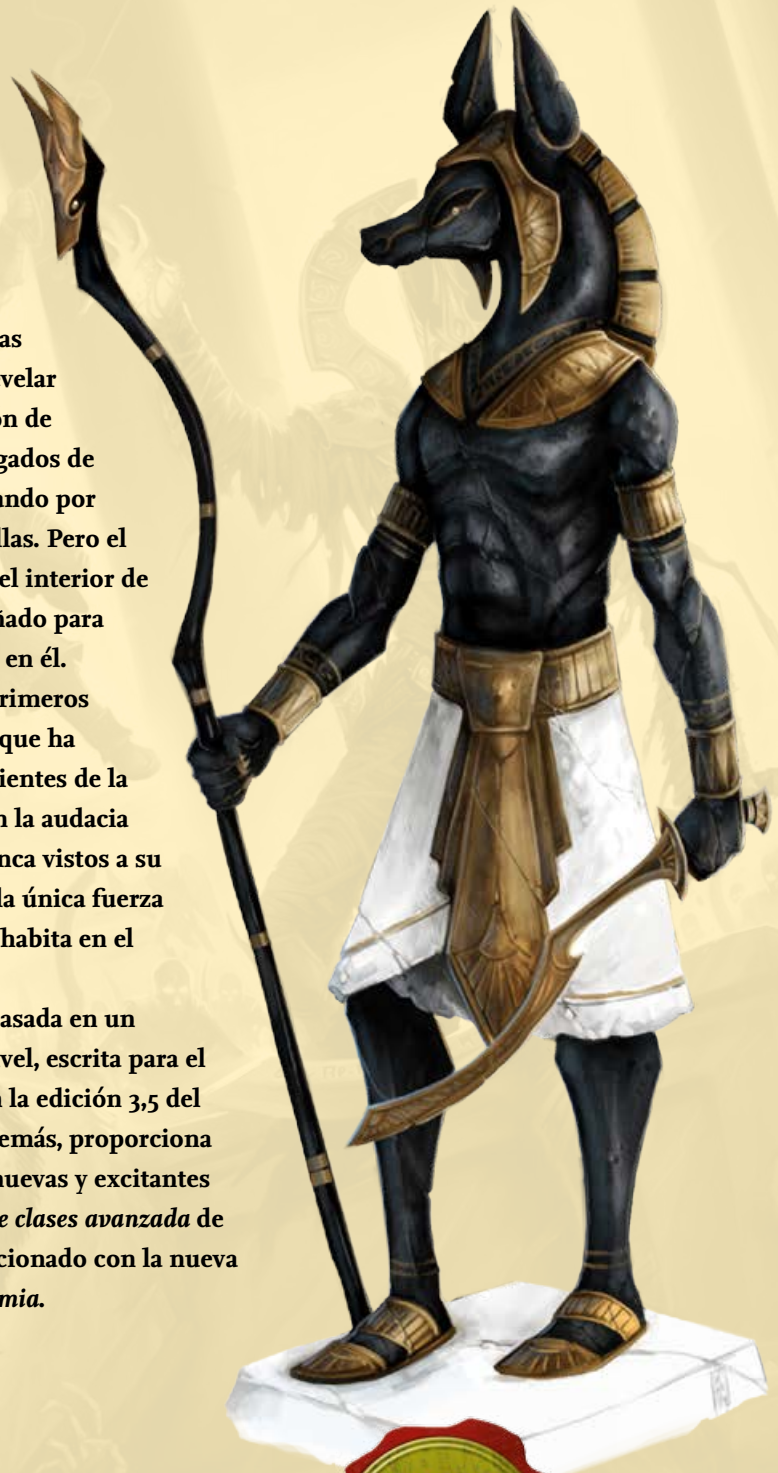 as
velar
ón de
gados de
ando por
llas. Pero el
el interior de
ñado para
en él.
rimeros
que ha
ientes de la
n la audacia
nca vistos a su
la única fuerza
habita en el
asada en un
vel, escrita para el
n la edición 3,5 del
emás, proporciona
nuevas y excitantes
e clases avanzada de
cionado con la nueva
mia.